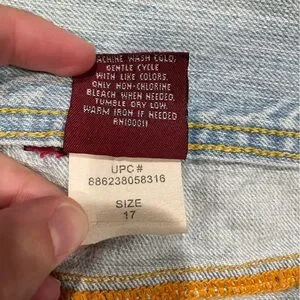 MACHINE WASH COLD,
GENTLE CYCLE
WITH LIKE COLORS.
ONLY NON-CHLORINE
BLEACH WHEN NEEDED.
TUMBLE DRY LOW.
WARM IRON IF NEEDED
UPC #
886238058316
SIZE
17